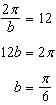 2π/b = 12
12b = 2π
b = π/6